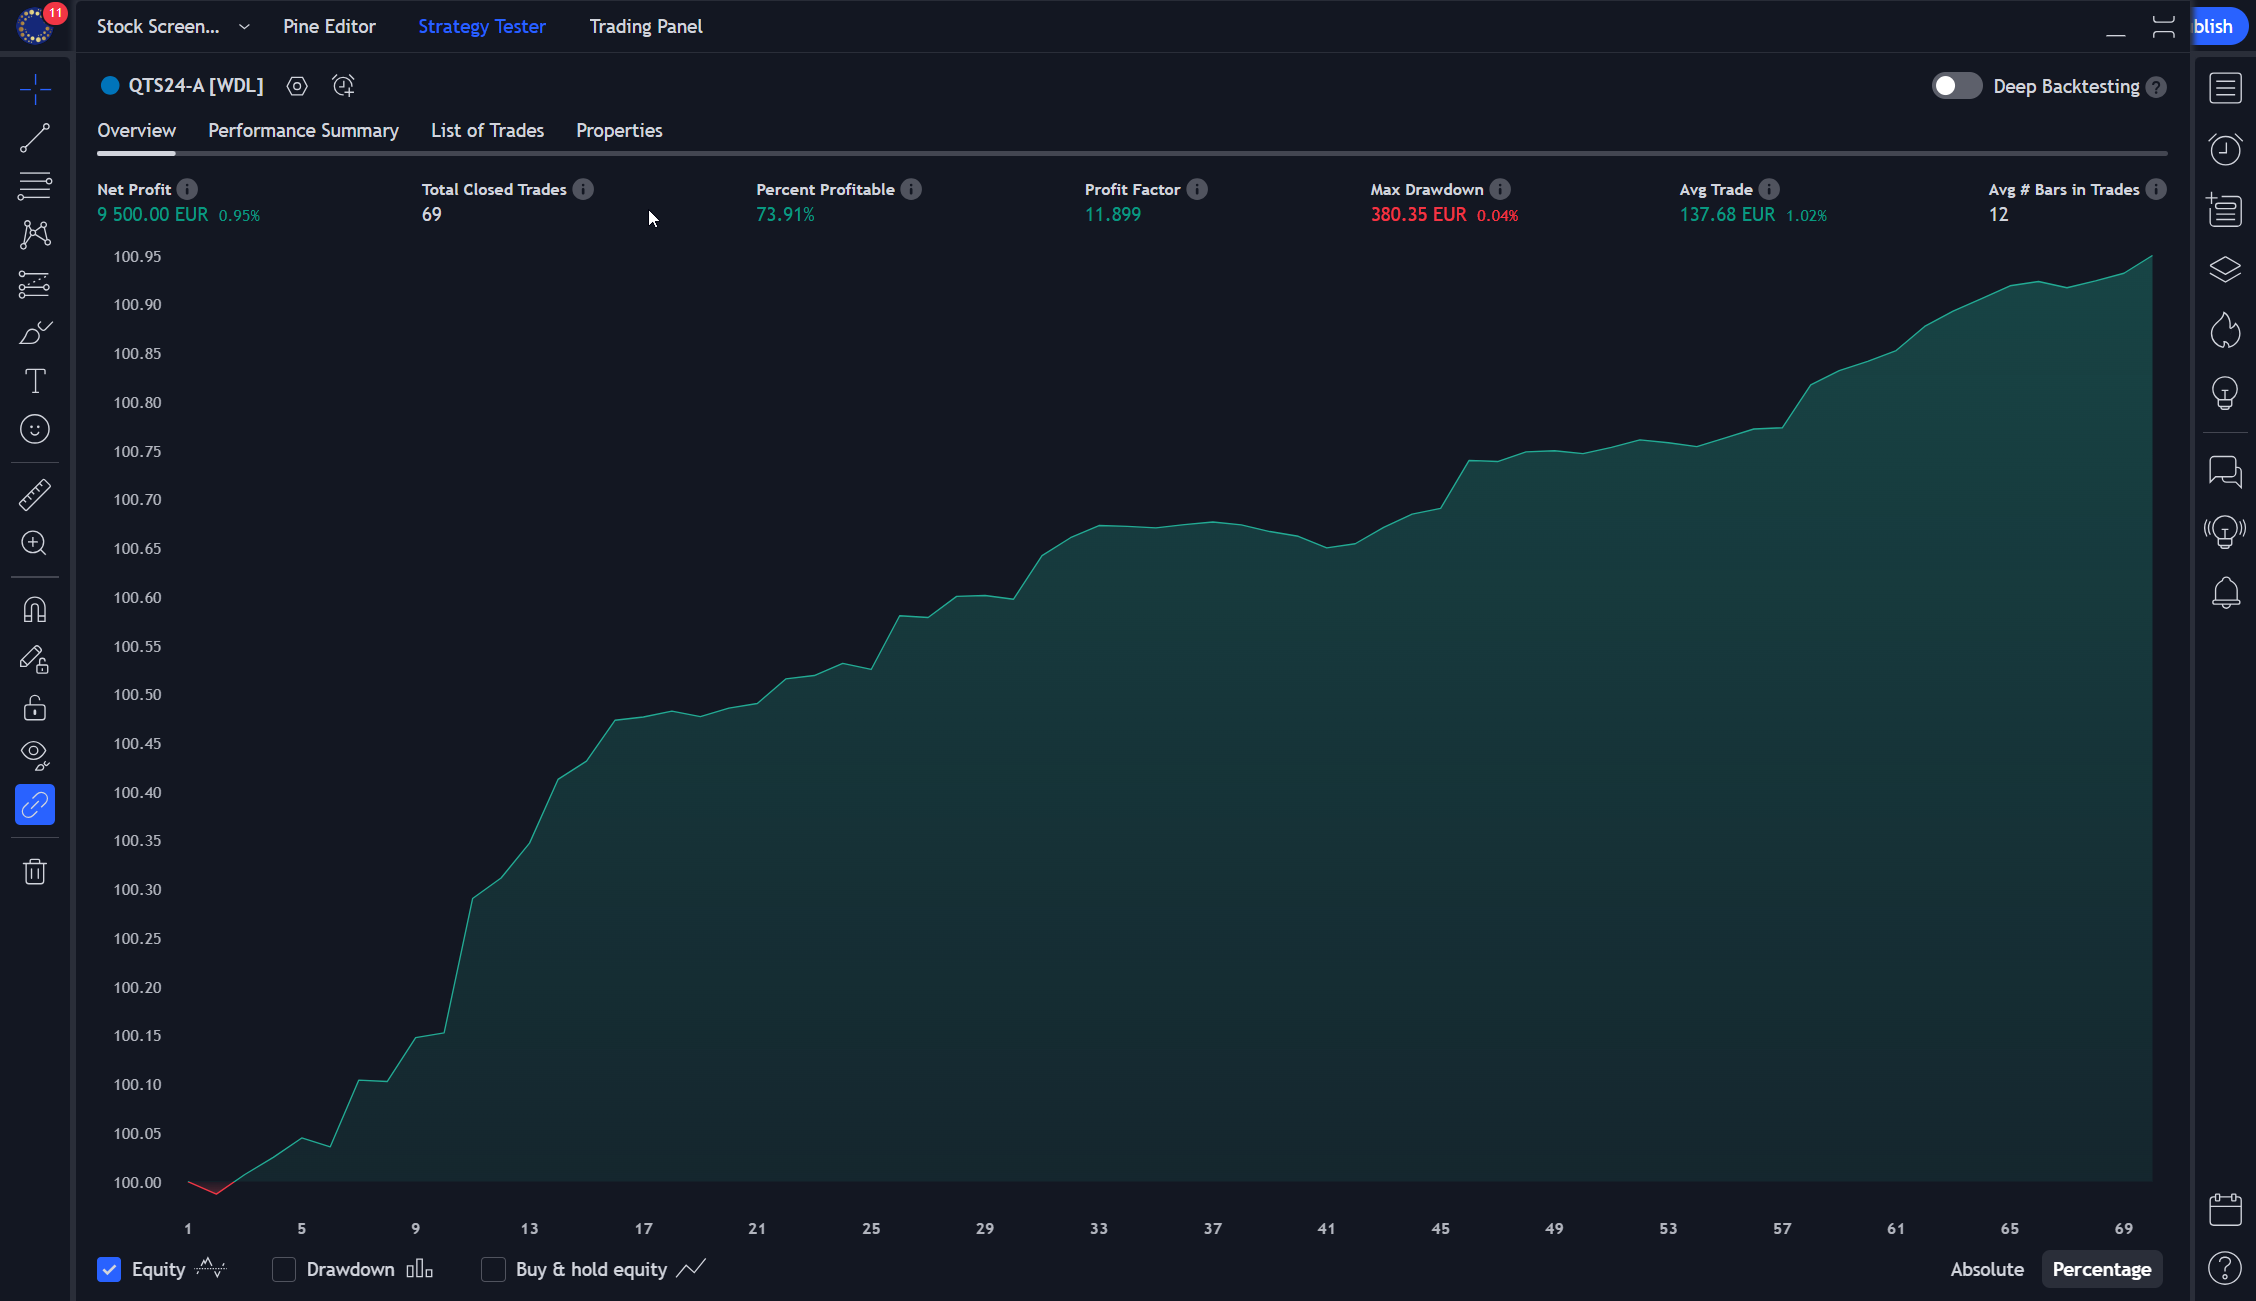 11
Stock Screen... Pine Editor Strategy Tester Trading Panel
blish
QTS24-A [WDL]
Deep Backtesting ?
Overview Performance Summary List of Trades Properties
Net Profit Total Closed Trades Percent Profitable Profit Factor Max Drawdown Avg Trade Avg # Bars in Trades
9 500.00 EUR 0.95% 69 73.91% 11.899 380.35 EUR 0.04% 137.68 EUR 1.02% 12
100.95
100.90
100.85
100.80
100.75
100.70
100.65
100.60
100.55
100.50
100.45
100.40
100.35
100.30
100.25
100.20
100.15
100.10
100.05
100.00
1 5 9 13 17 21 25 29 33 37 41 45 49 53 57 61 65 69
Equity Drawdown Buy & hold equity Absolute Percentage